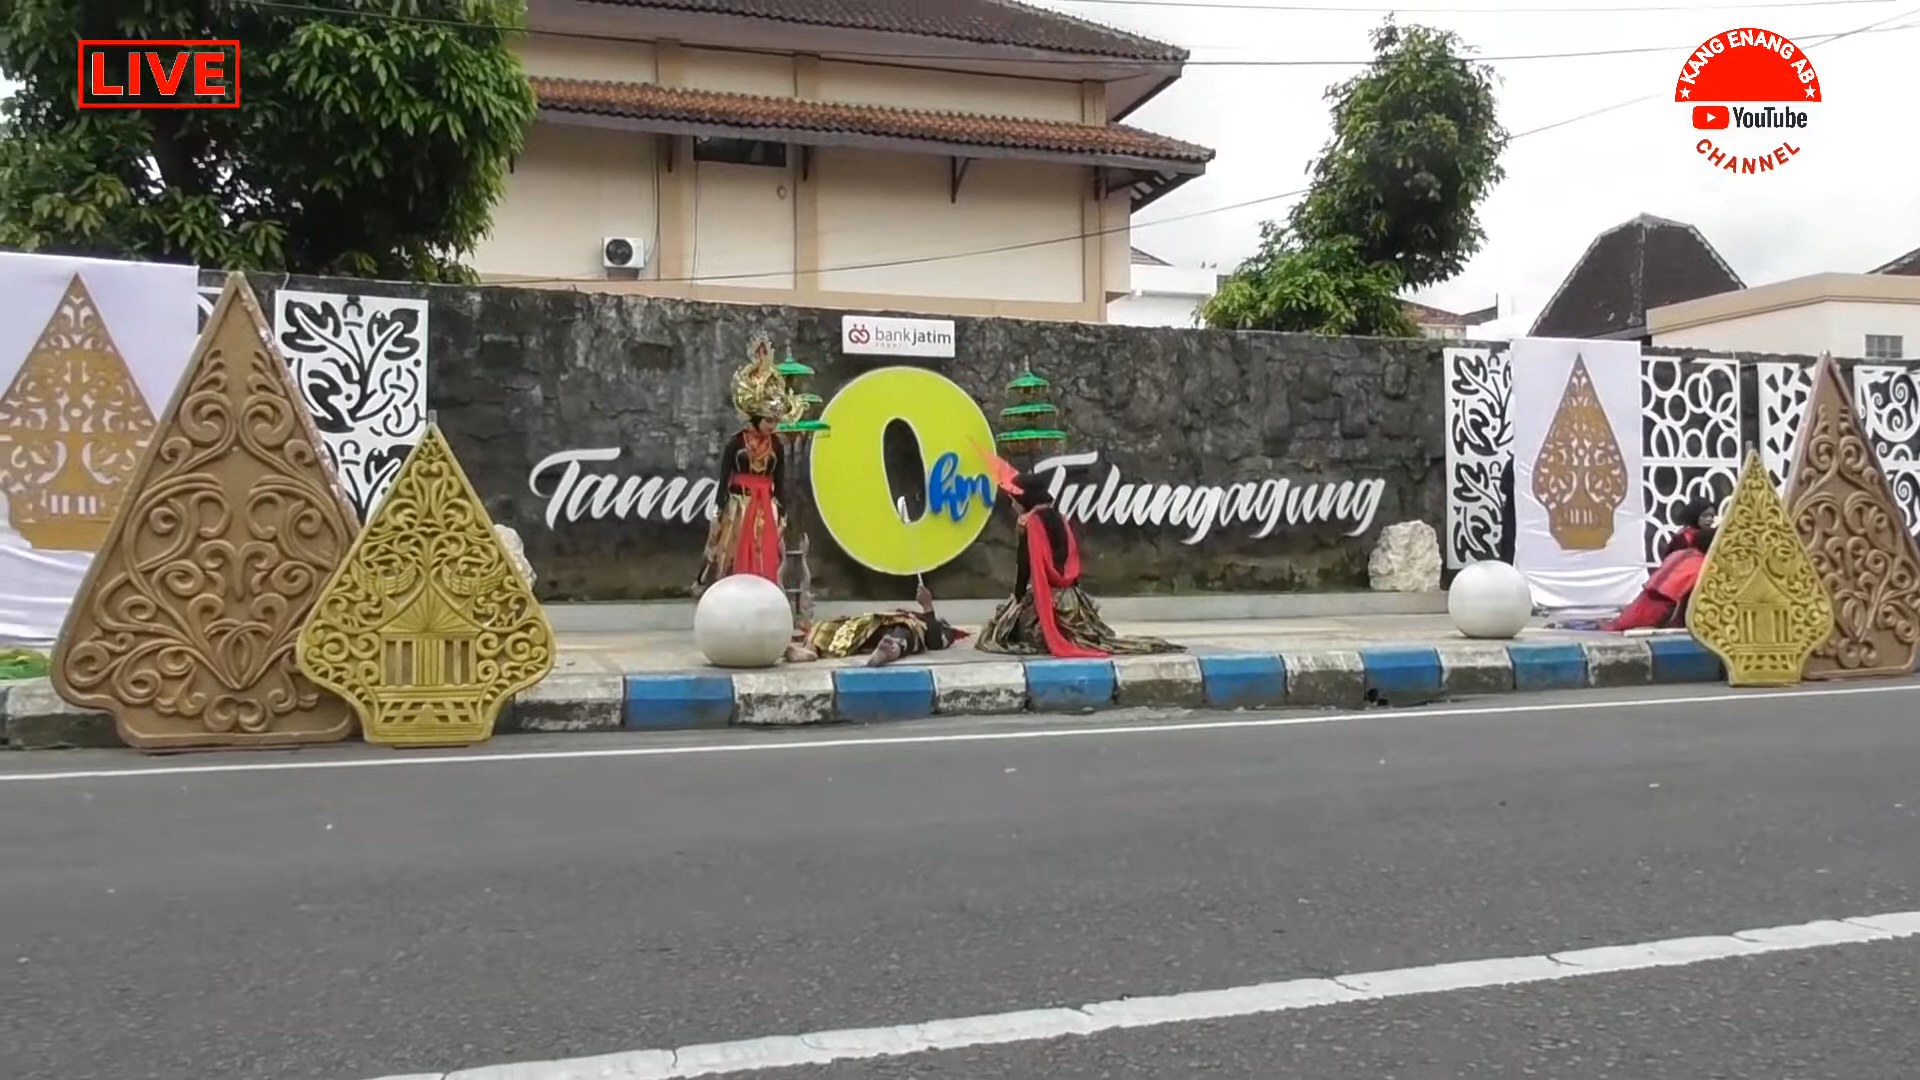 LIVE
KANG ENANG AB
YouTube
CHANNEL
bankjatim
Tama
0 km
Tulungagung